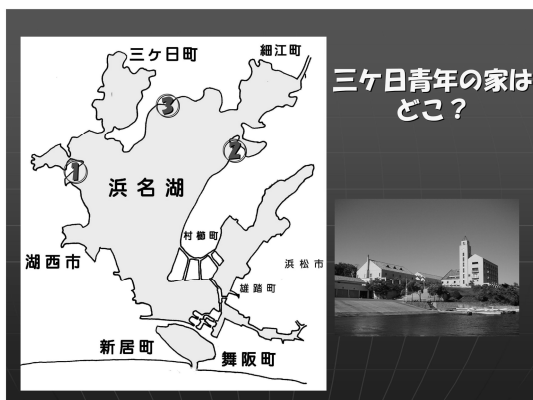 三ケ日青年の家は
どこ？
三ケ日町
細江町
3
2
1
浜名湖
村櫛町
湖西市
浜松市
雄踏町
新居町
舞阪町